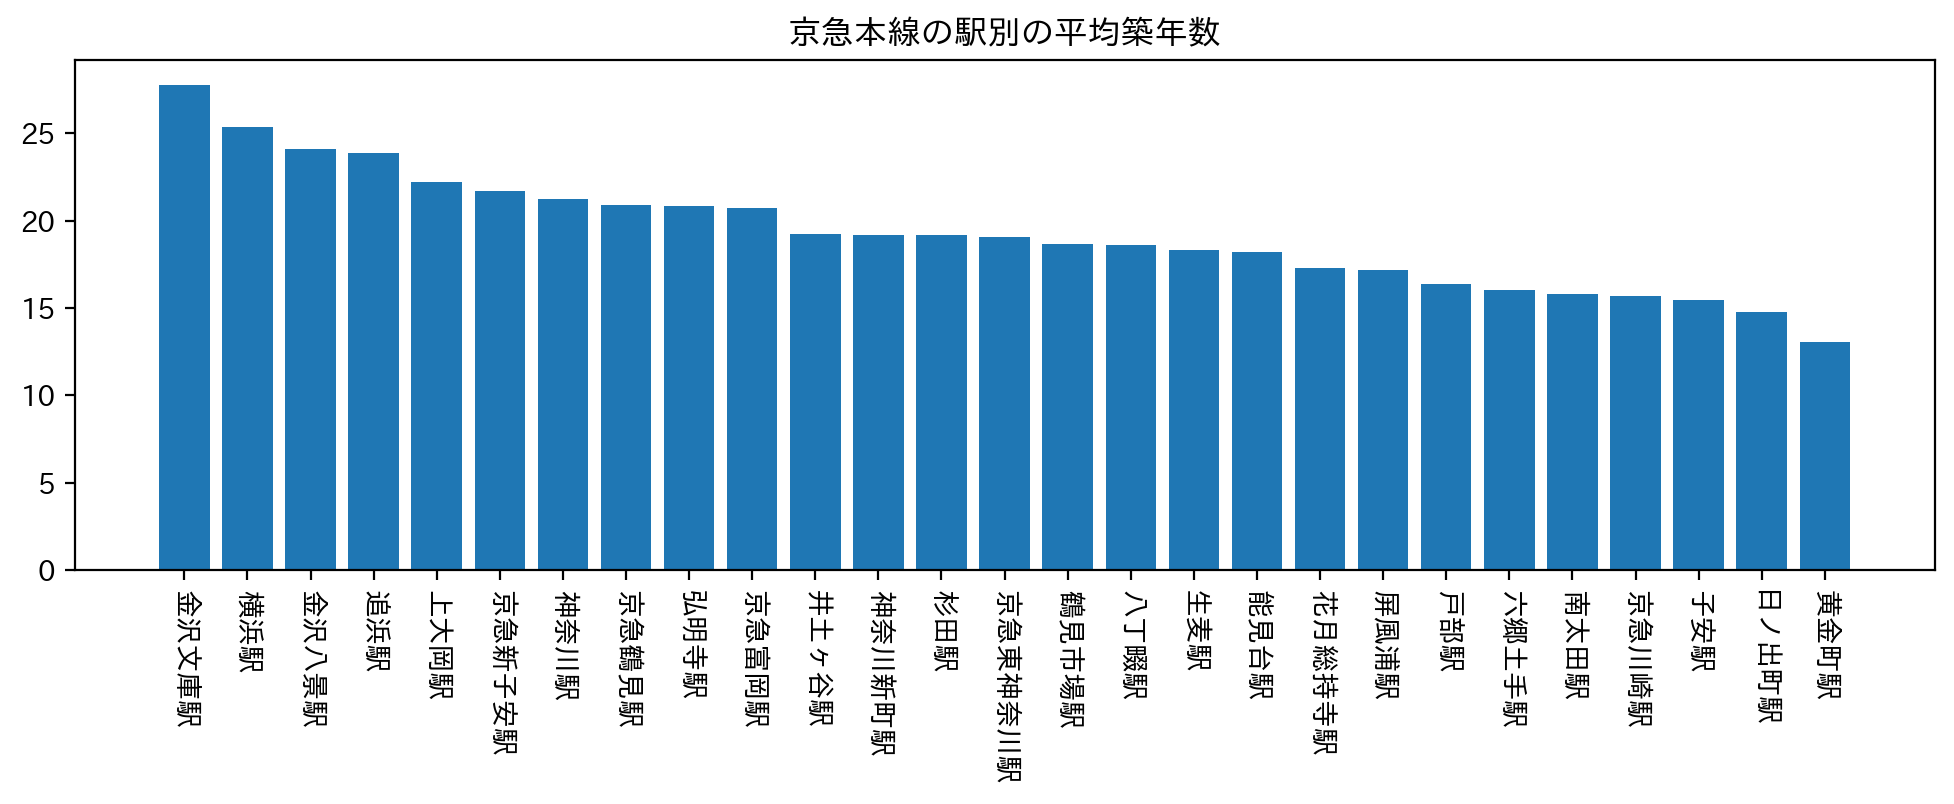 京急本線の駅別の平均築年数
25
20
15
10
5
0
金沢文庫駅
横浜駅
金沢八景駅
追浜駅
上大岡駅
京急新子安駅
神奈川駅
京急鶴見駅
弘明寺駅
京急富岡駅
井土ヶ谷駅
神奈川新町駅
杉田駅
京急東神奈川駅
鶴見市場駅
八丁畷駅
生麦駅
能見台駅
花月総持寺駅
屏風浦駅
戸部駅
六郷土手駅
南太田駅
京急川崎駅
子安駅
日ノ出町駅
黄金町駅